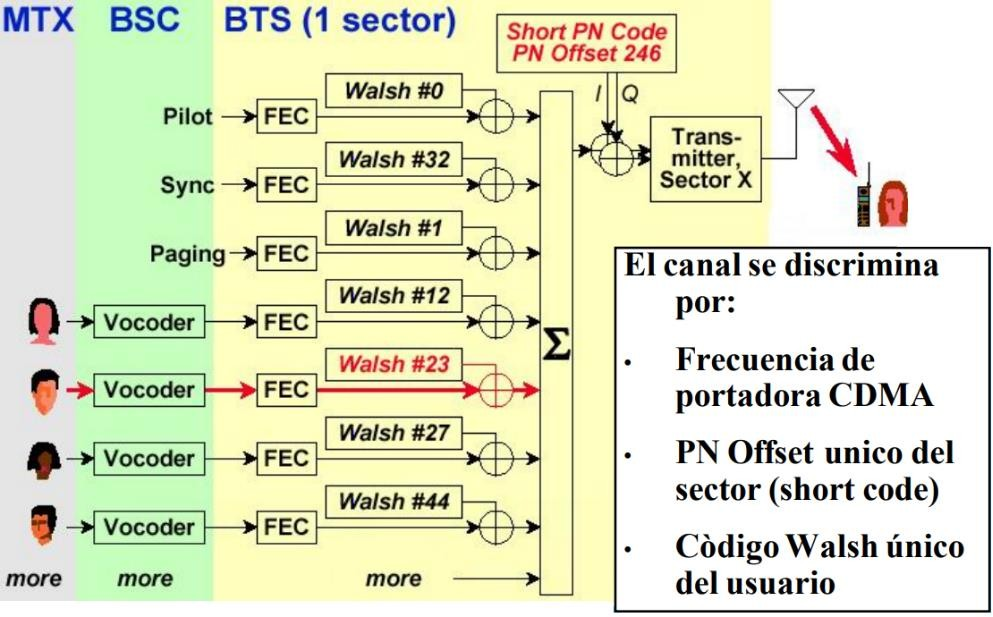 MTX BSC BTS (1 sector)
Short PN Code
PN Offset 246
I Q
Pilot FEC Walsh #0
Sync FEC Walsh #32
Paging FEC Walsh #1
Vocoder FEC Walsh #12
Vocoder FEC Walsh #23
Vocoder FEC Walsh #27
Vocoder FEC Walsh #44
more more more
Σ
Trans-
mitter,
Sector X
El canal se discrimina
por:
• Frecuencia de
portadora CDMA
• PN Offset unico del
sector (short code)
• Còdigo Walsh único
del usuario